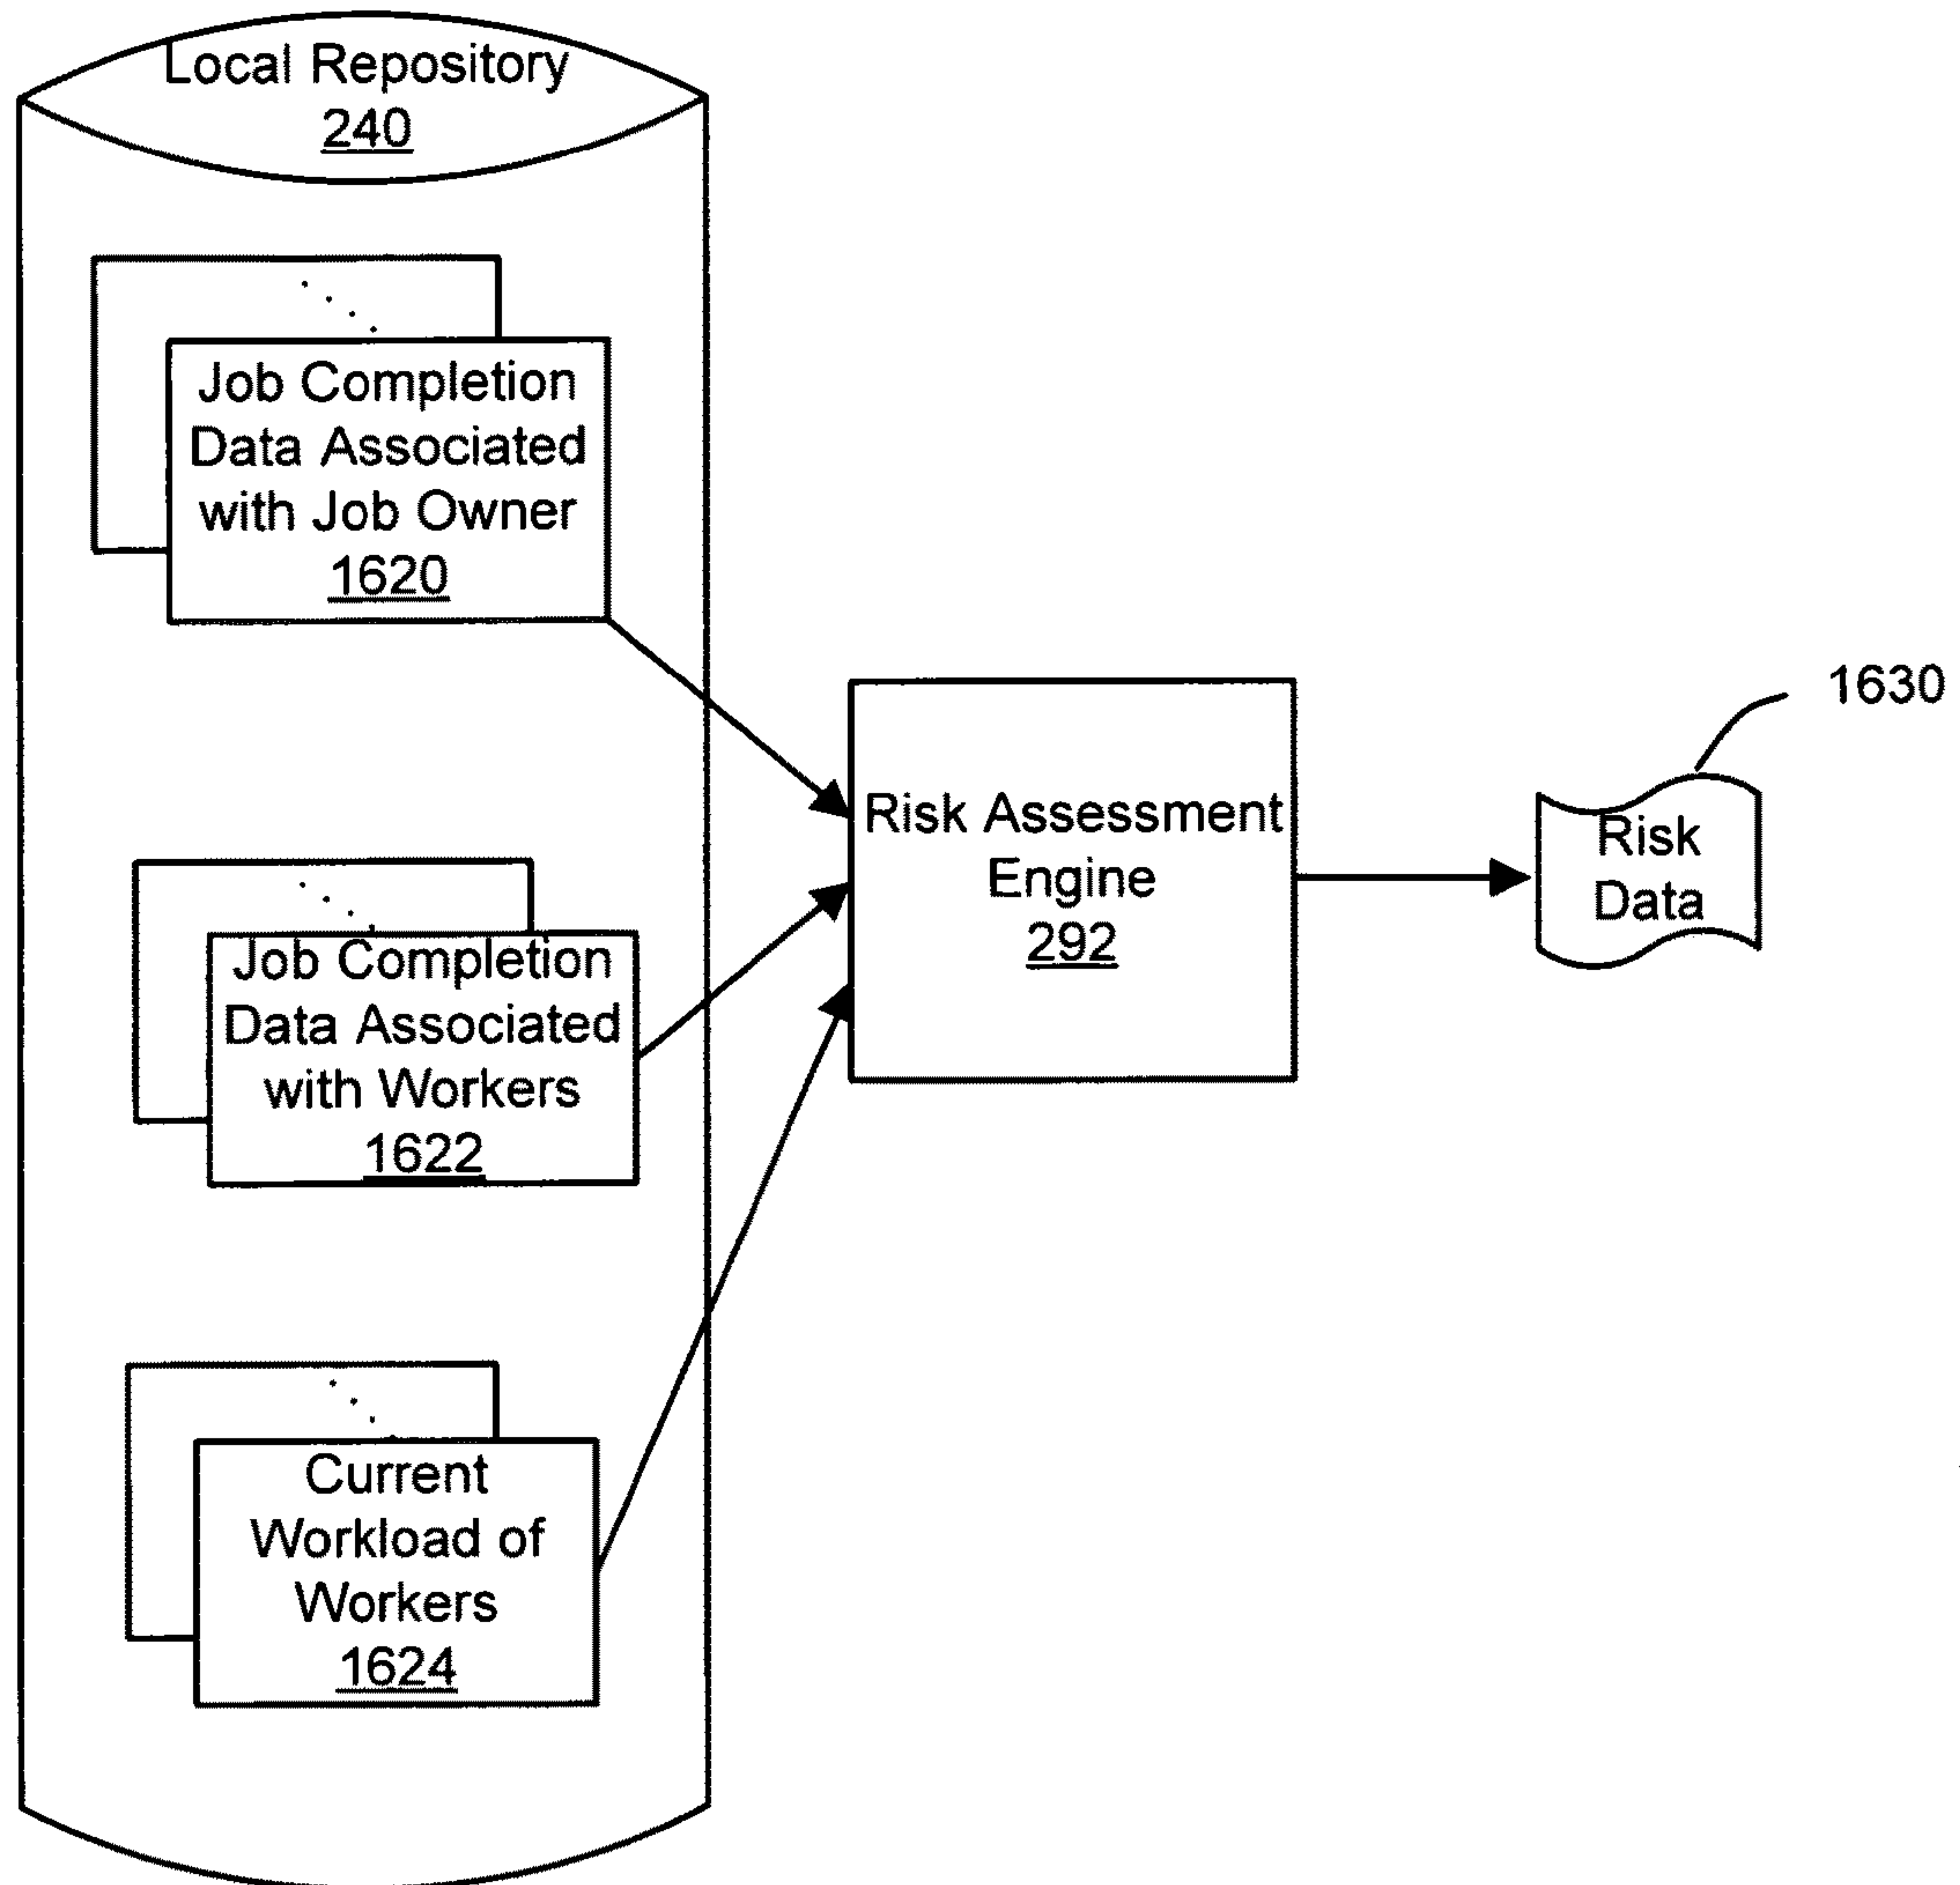 Local Repository
240
Job Completion
Data Associated
with Job Owner
1620
Job Completion
Data Associated
with Workers
1622
Current
Workload of
Workers
1624
Risk Assessment
Engine
292
1630
Risk
Data